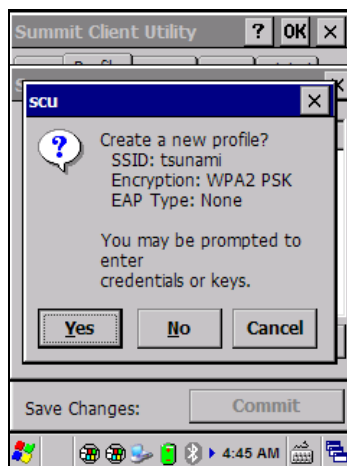 Summit Client Utility ? OK ×
scu ×
Create a new profile?
SSID: tsunami
Encryption: WPA2 PSK
EAP Type: None
You may be prompted to
enter
credentials or keys.
Yes No Cancel
Save Changes: Commit
4:45 AM